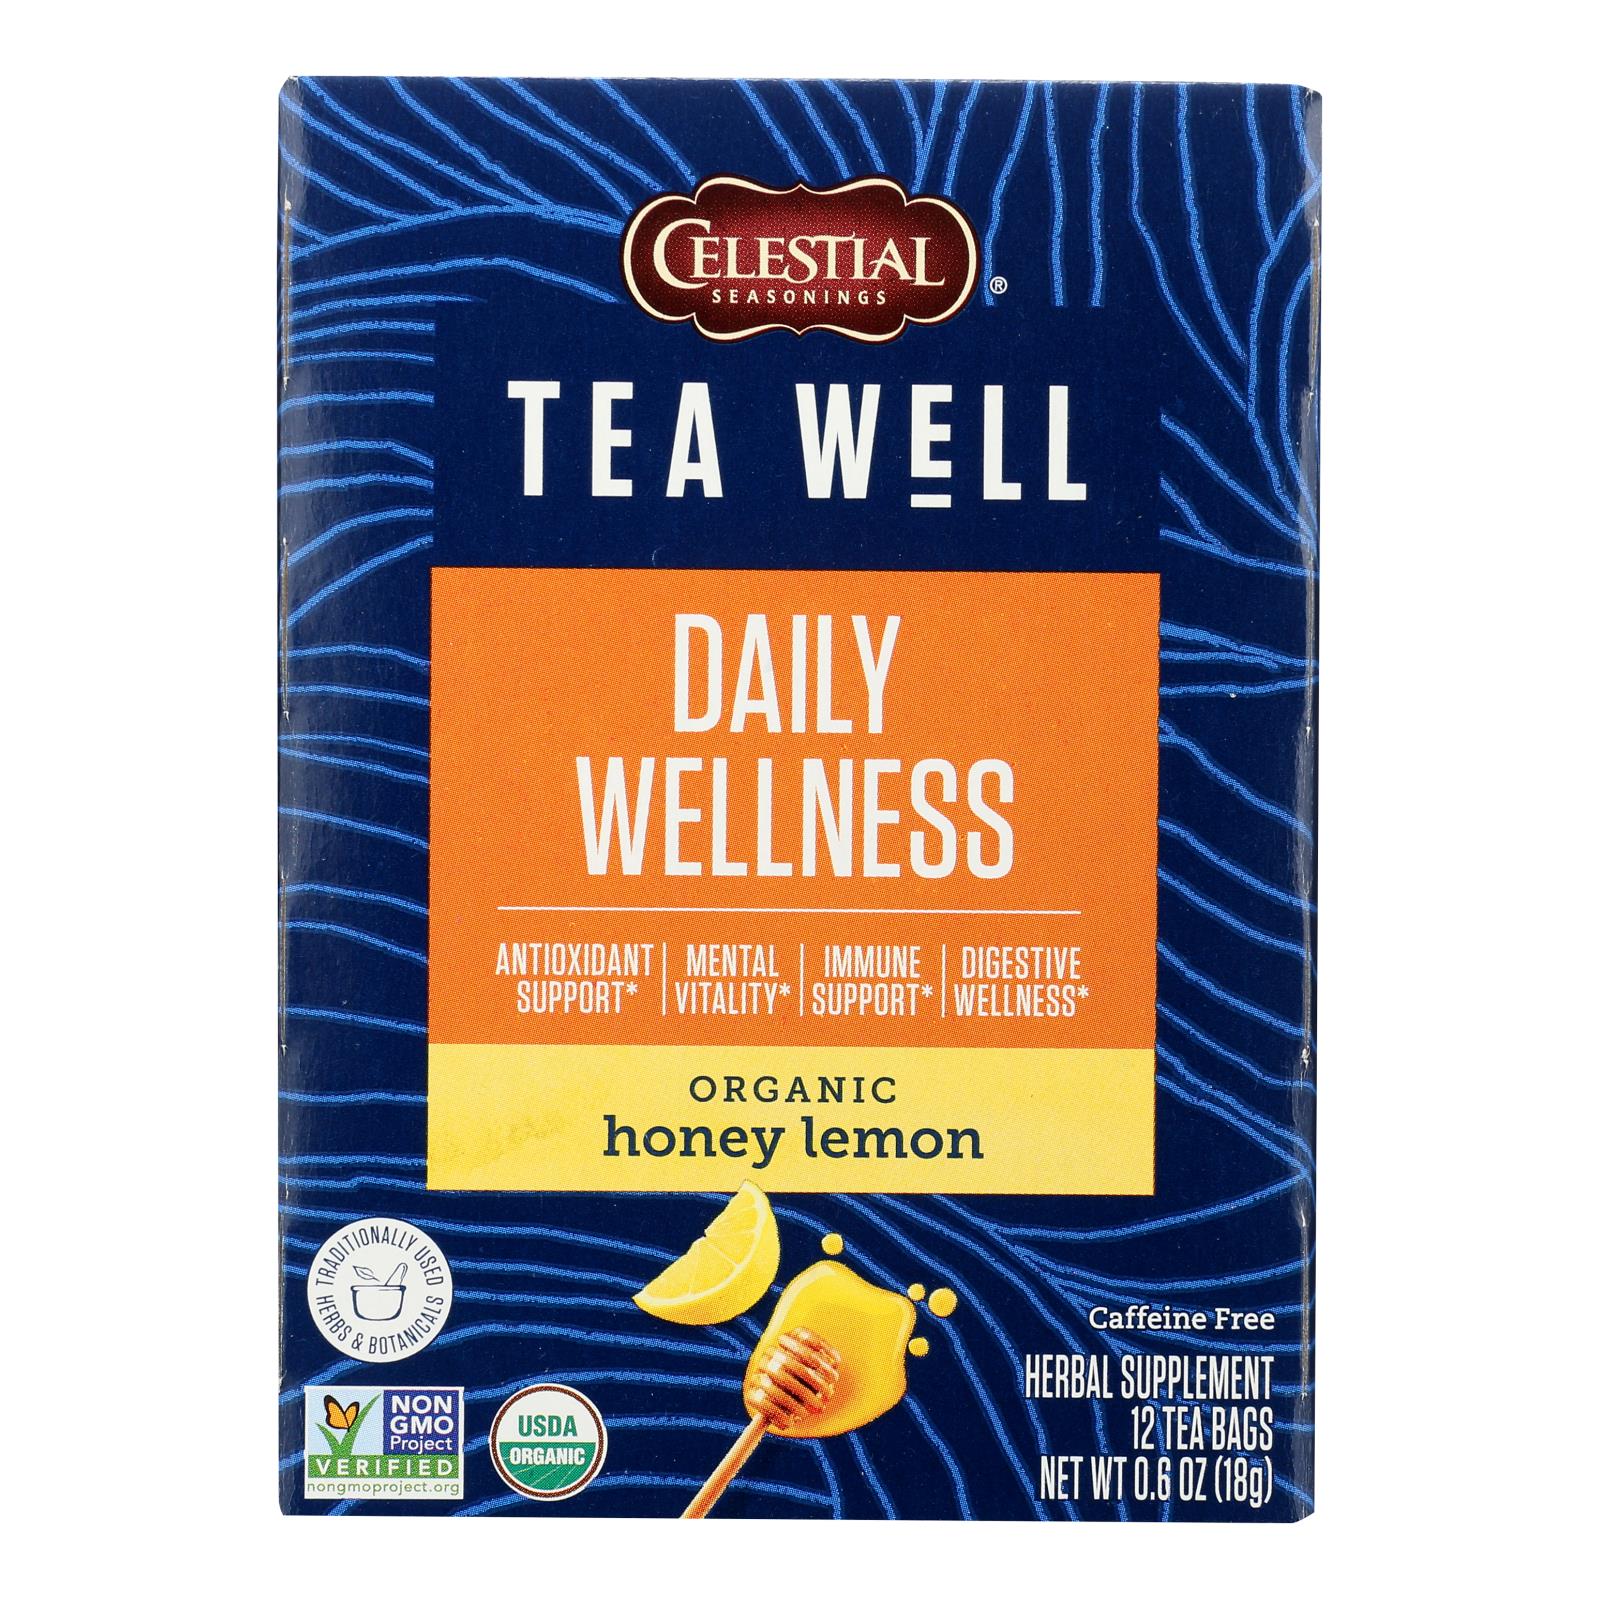 CELESTIAL
SEASONINGS
®
TEA WELL
DAILY
WELLNESS
ANTIOXIDANT SUPPORT*
MENTAL VITALITY*
IMMUNE SUPPORT*
DIGESTIVE WELLNESS*
ORGANIC
honey lemon
TRADITIONALLY USED
HERBS & BOTANICALS
NON
GMO
Project
VERIFIED
nongmoproject.org
USDA
ORGANIC
Caffeine Free
HERBAL SUPPLEMENT
12 TEA BAGS
NET WT 0.6 OZ (18g)